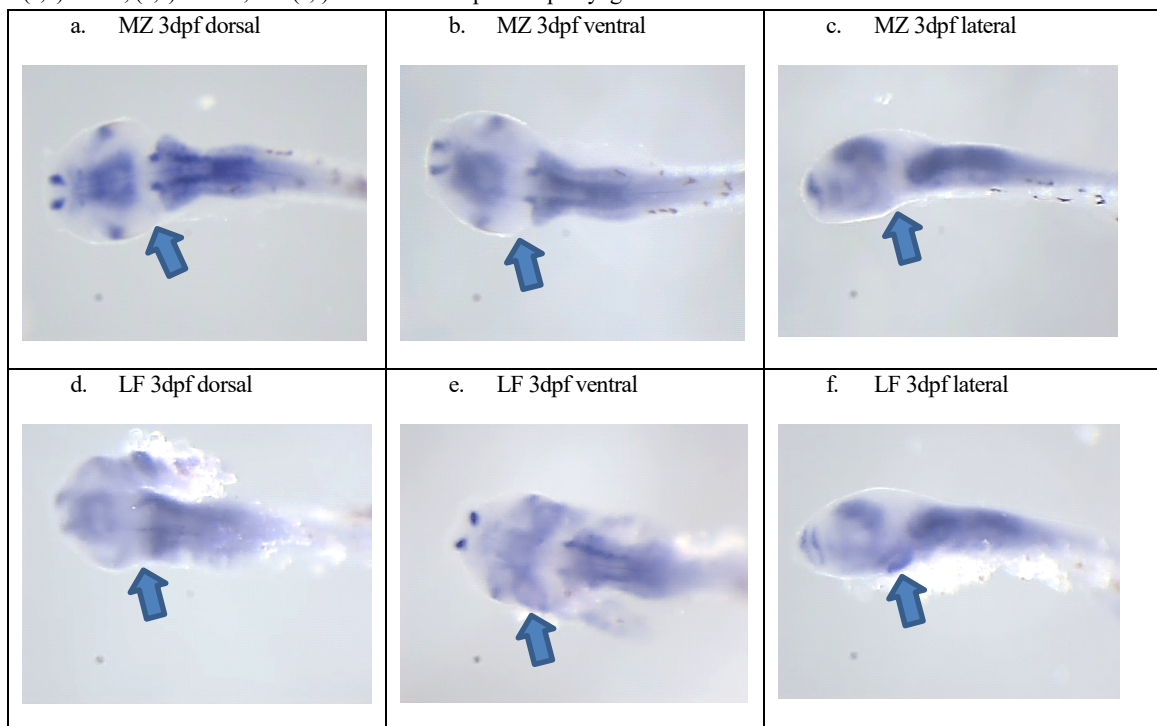 a. MZ 3dpf dorsal
b. MZ 3dpf ventral
c. MZ 3dpf lateral
d. LF 3dpf dorsal
e. LF 3dpf ventral
f. LF 3dpf lateral